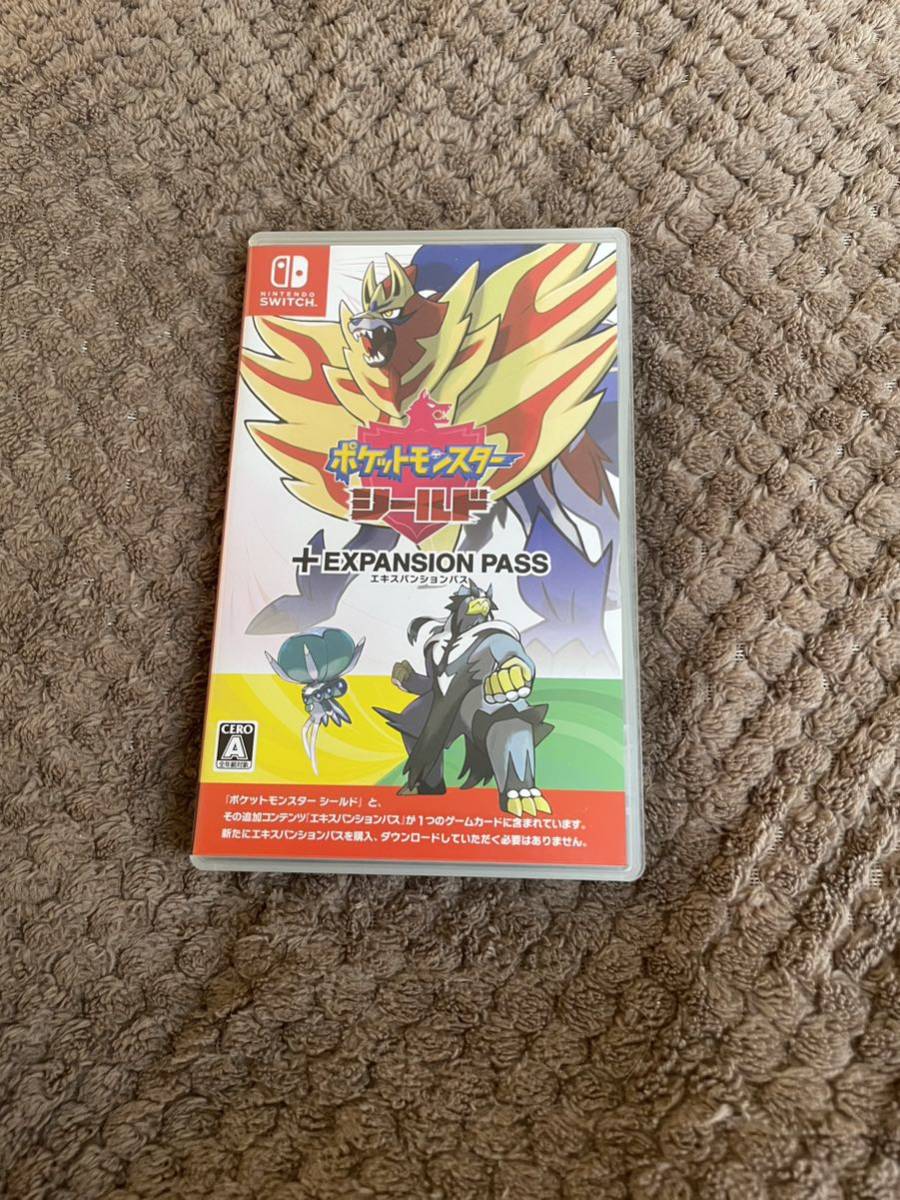 NINTENDO
SWITCH™
ポケットモンスター
シールド
+EXPANSION PASS
エキスパンションパス
CERO
A
全年齢対象
「ポケットモンスター シールド」と、
その追加コンテンツ「エキスパンションパス」が1つのゲームカードに含まれています。
新たにエキスパンションパスを購入、ダウンロードしていただく必要はありません。